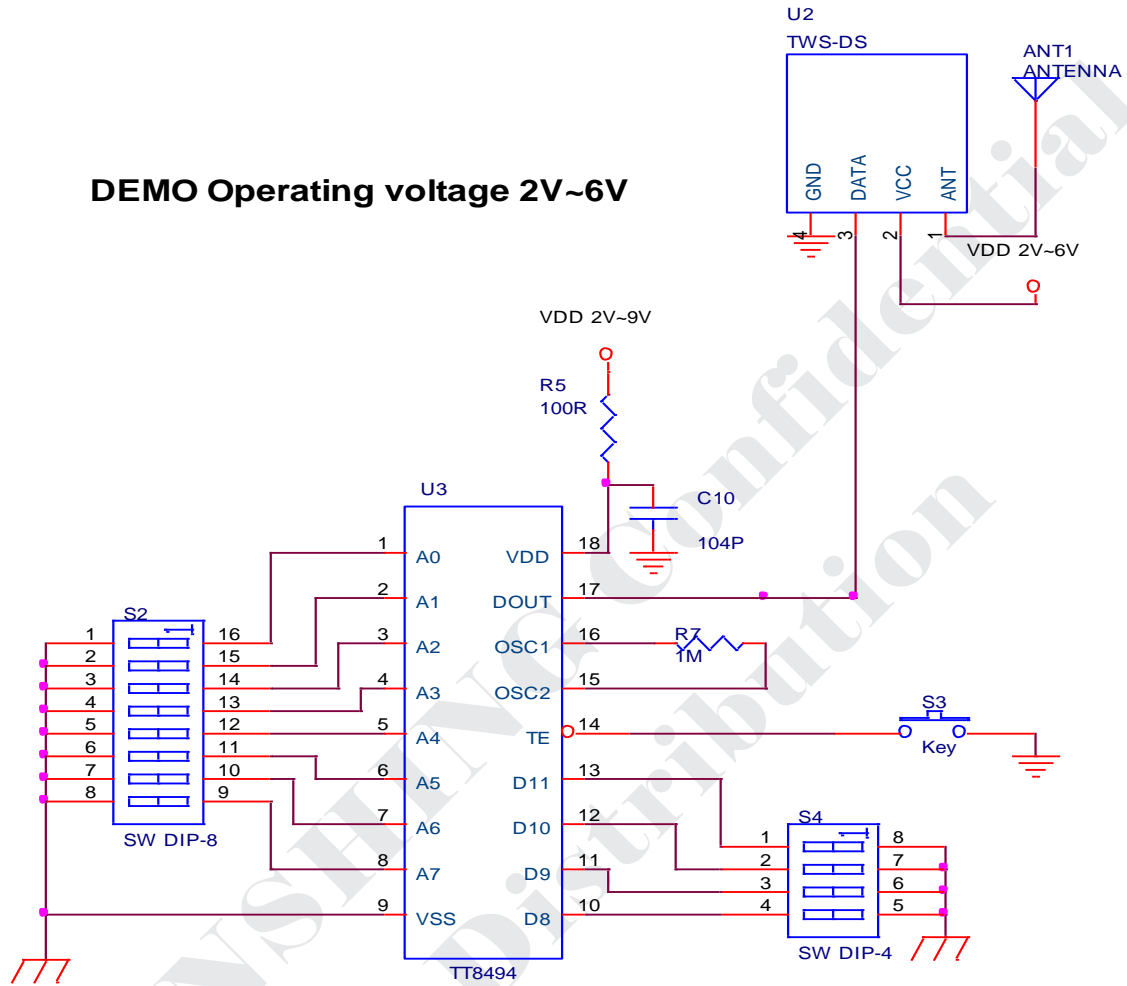 U2
TWS-DS
ANT1
ANTENNA
GND
DATA
VCC
ANT
4
3
2
1
DEMO Operating voltage 2V~6V
VDD 2V~6V
VDD 2V~9V
R5
100R
C10
104P
U3
1 A0 VDD 18
2 A1 DOUT 17
3 A2 OSC1 16
4 A3 OSC2 15
5 A4 TE 14
6 A5 D11 13
7 A6 D10 12
8 A7 D9 11
9 VSS D8 10
TT8494
R7
1M
S3
Key
S2
1 16
2 15
3 14
4 13
5 12
6 11
7 10
8 9
SW DIP-8
S4
1 8
2 7
3 6
4 5
SW DIP-4
NSHING Confidential
Distribution